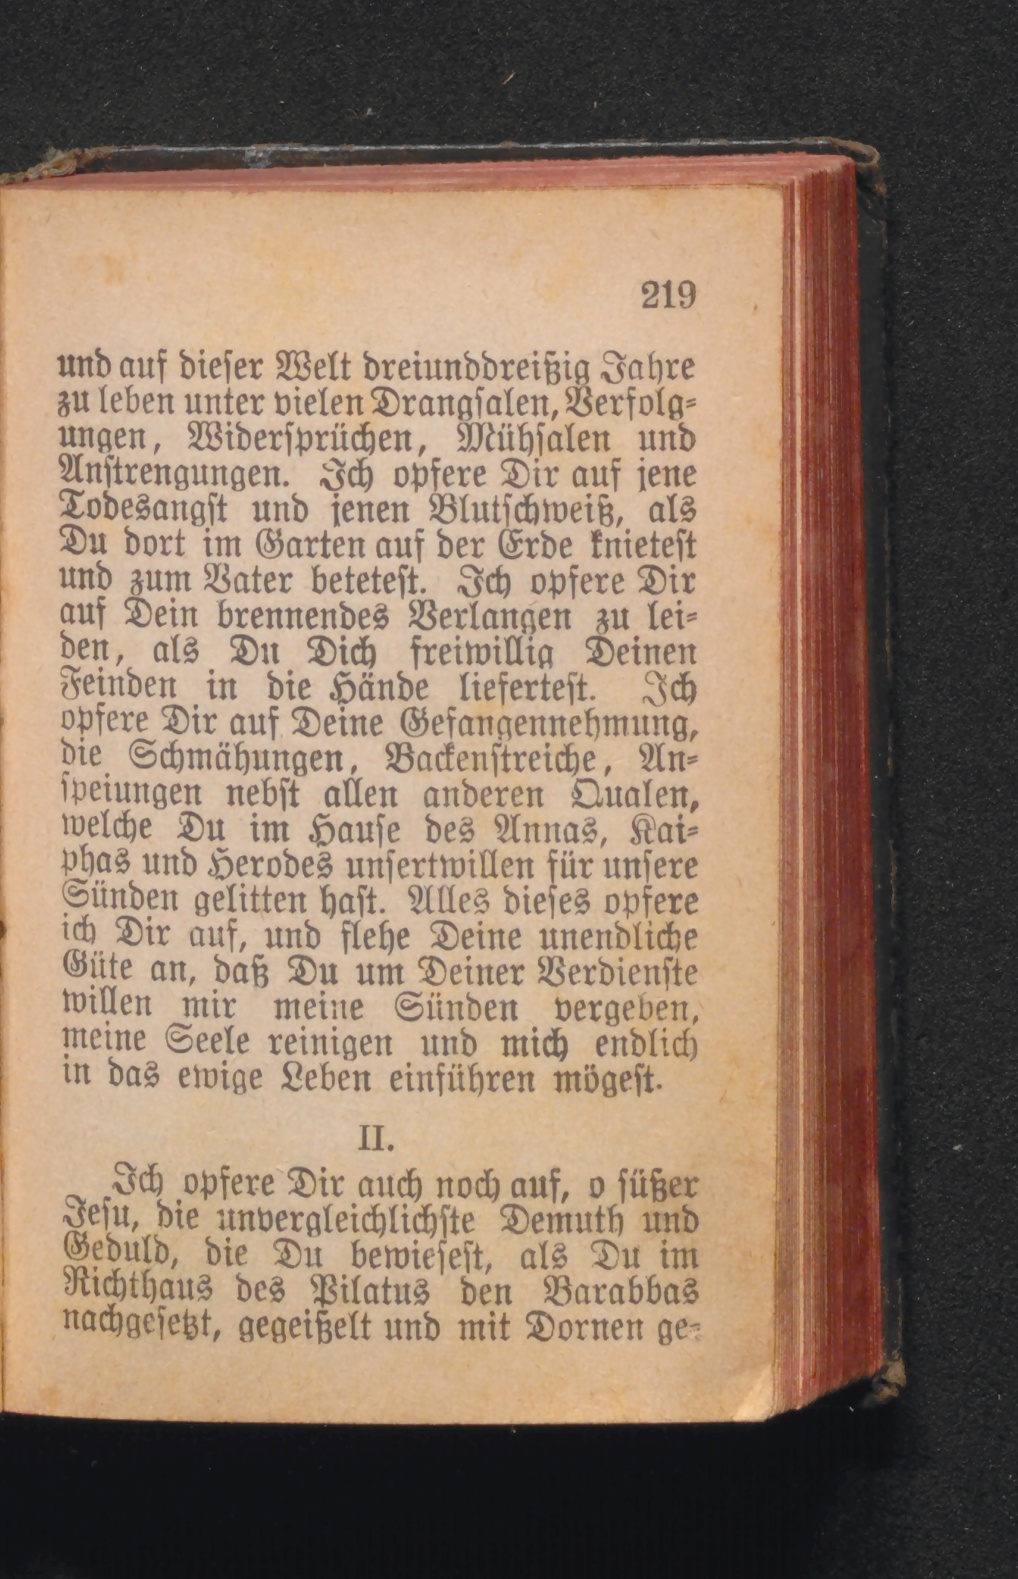 219
und auf dieser Welt dreiunddreißig Jahre
zu leben unter vielen Drangsalen, Verfolg-
ungen, Widersprüchen, Mühsalen und
Anstrengungen. Ich opfere Dir auf jene
Todesangst und jenen Blutschweiß, als
Du dort im Garten auf der Erde knietest
und zum Vater betetest. Ich opfere Dir
auf Dein brennendes Verlangen zu lei-
den, als Du Dich freiwillig Deinen
Feinden in die Hände liefertest. Ich
opfere Dir auf Deine Gefangennehmung,
die Schmähungen, Backenstreiche, An-
speiungen nebst allen anderen Qualen,
welche Du im Hause des Annas, Kai-
phas und Herodes unsertwillen für unsere
Sünden gelitten hast. Alles dieses opfere
ich Dir auf, und flehe Deine unendliche
Güte an, daß Du um Deiner Verdienste
willen mir meine Sünden vergeben,
meine Seele reinigen und mich endlich
in das ewige Leben einführen mögest.
II.
Ich opfere Dir auch noch auf, o süßer
Jesu, die unvergleichlichste Demuth und
Geduld, die Du bewiesest, als Du im
Richthaus des Pilatus den Barabbas
nachgesetzt, gegeißelt und mit Dornen ge-